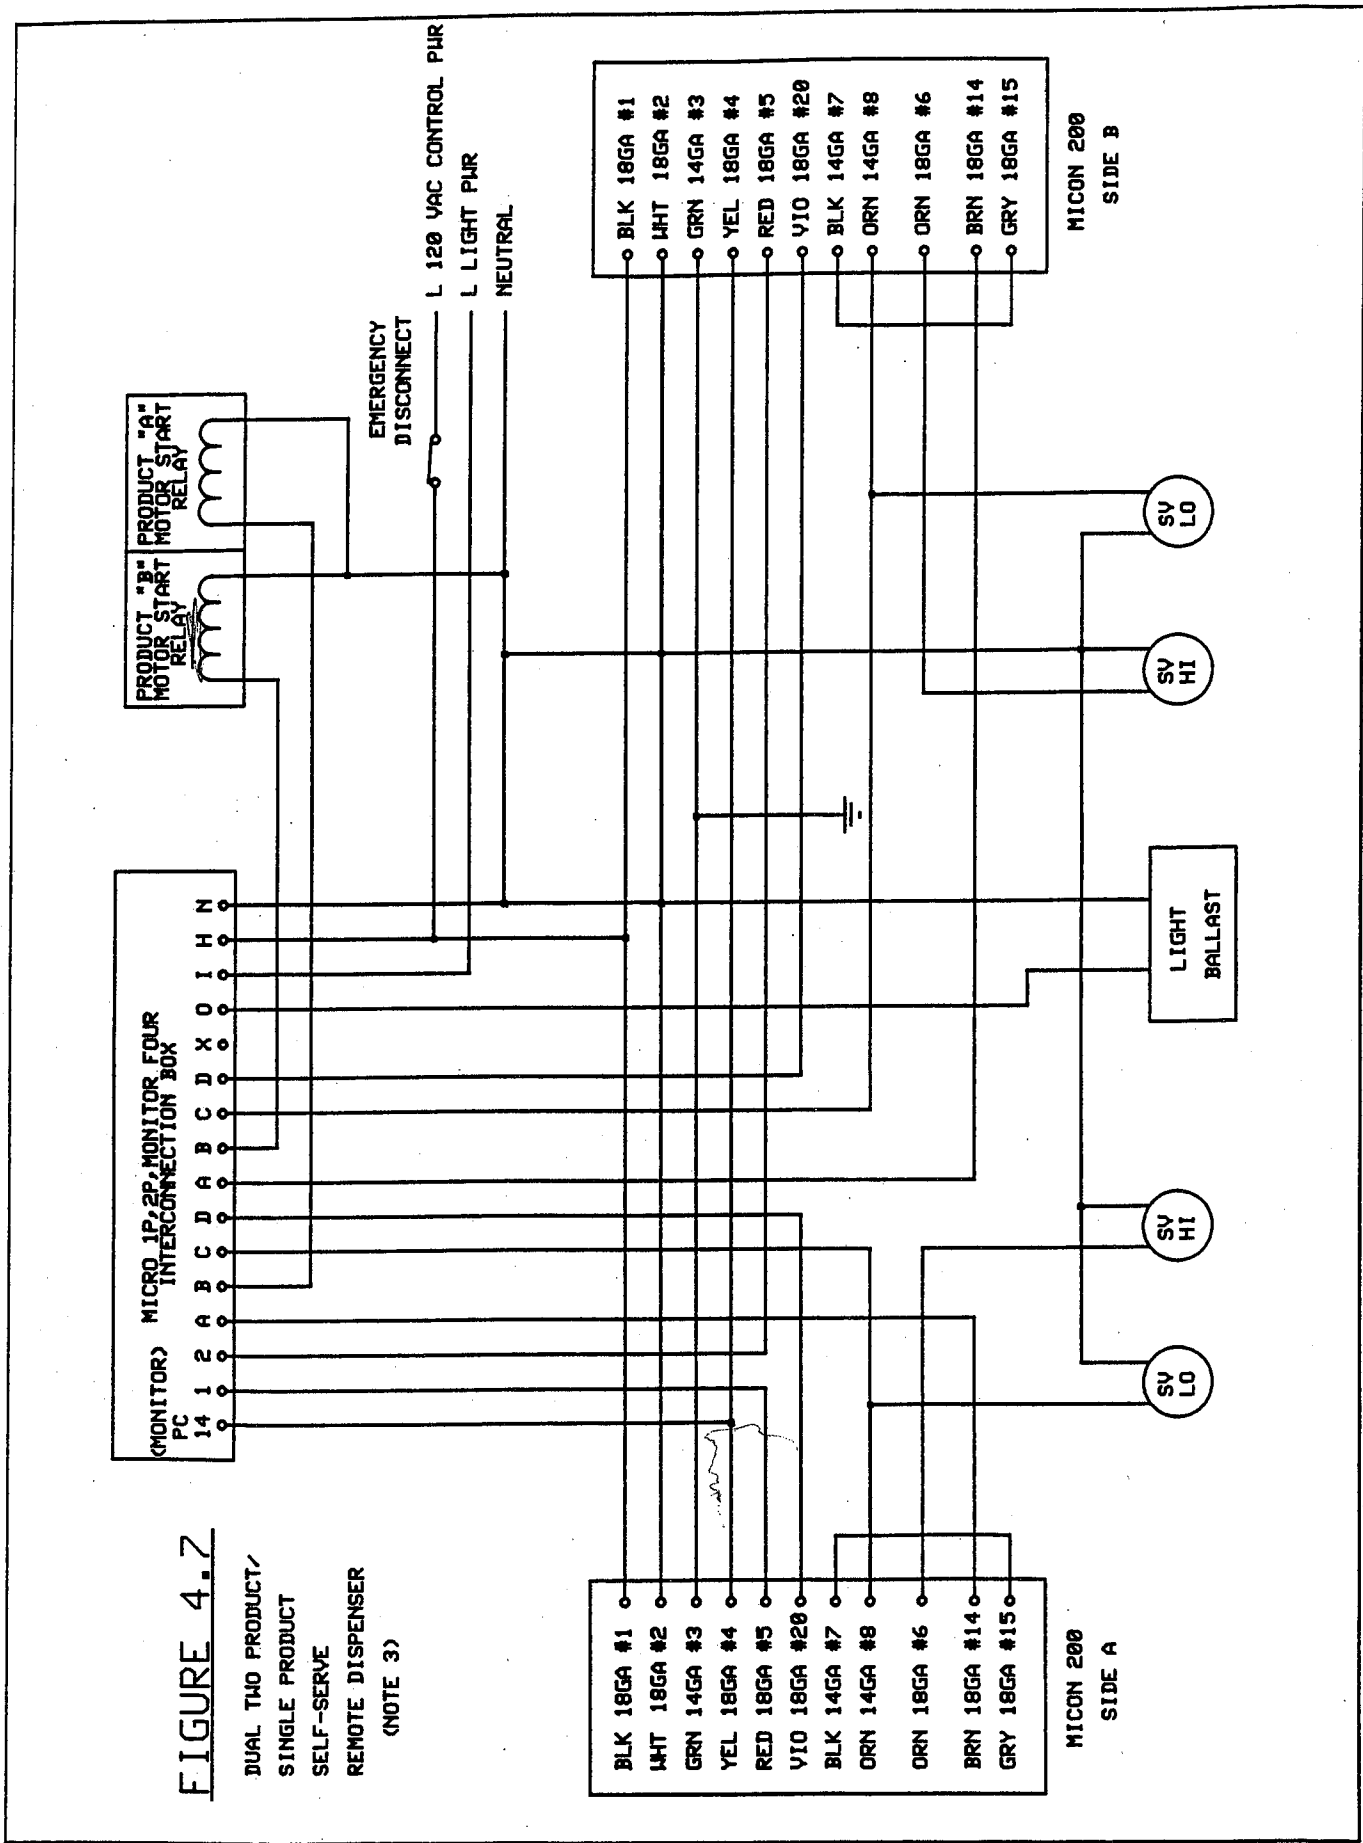 FIGURE 4.7
DUAL TWO PRODUCT/
SINGLE PRODUCT
SELF-SERVE
REMOTE DISPENSER
(NOTE 3)
(MONITOR) MICRO 1P,2P,MONITOR FOUR
PC INTERCONNECTION BOX
14 1 2 A B C D A B C D X O I H N
PRODUCT "B"
MOTOR START
RELAY
PRODUCT "A"
MOTOR START
RELAY
EMERGENCY
DISCONNECT
L 120 VAC CONTROL PWR
L LIGHT PWR
NEUTRAL
BLK 18GA #1
WHT 18GA #2
GRN 14GA #3
YEL 18GA #4
RED 18GA #5
VIO 18GA #20
BLK 14GA #7
ORN 14GA #8
ORN 18GA #6
BRN 18GA #14
GRY 18GA #15
MICON 200
SIDE A
BLK 18GA #1
WHT 18GA #2
GRN 14GA #3
YEL 18GA #4
RED 18GA #5
VIO 18GA #20
BLK 14GA #7
ORN 14GA #8
ORN 18GA #6
BRN 18GA #14
GRY 18GA #15
MICON 200
SIDE B
SV
LO
SV
HI
LIGHT
BALLAST
SV
HI
SV
LO